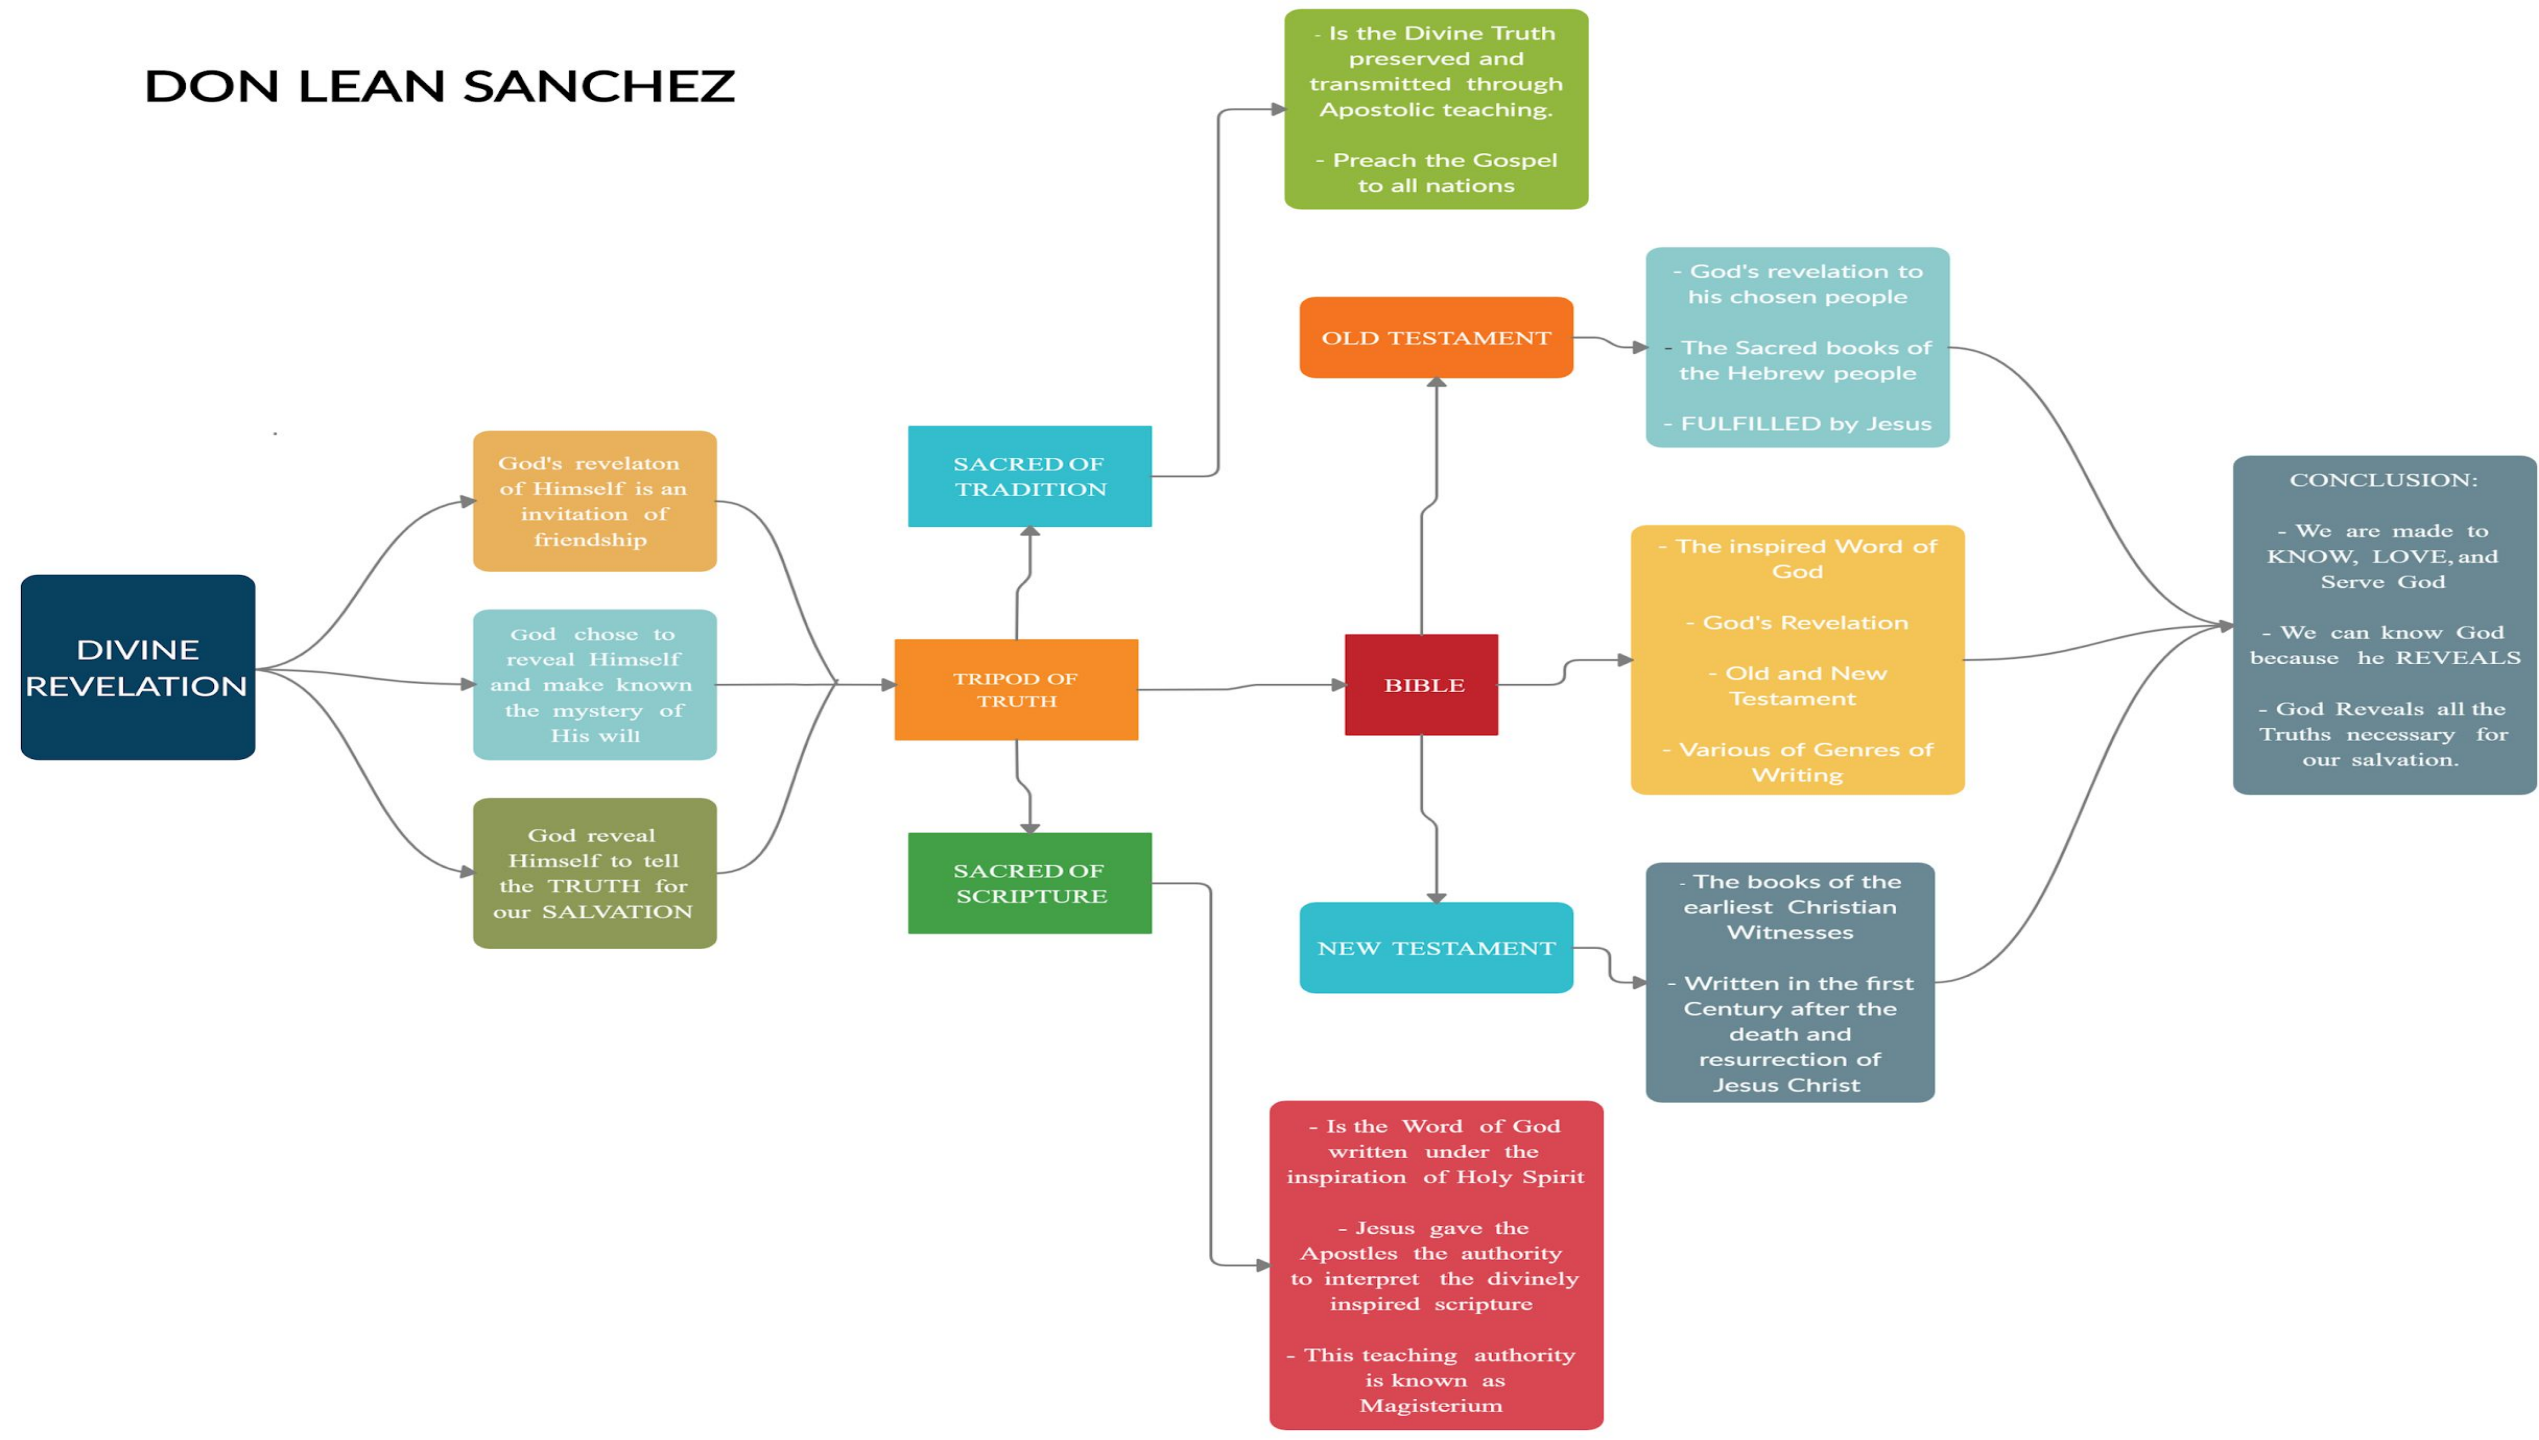 DON LEAN SANCHEZ
DIVINE
REVELATION
God's revelaton
of Himself is an
invitation of
friendship
God chose to
reveal Himself
and make known
the mystery of
His will
God reveal
Himself to tell
the TRUTH for
our SALVATION
TRIPOD OF
TRUTH
SACRED OF
TRADITION
- Is the Divine Truth
preserved and
transmitted through
Apostolic teaching.
- Preach the Gospel
to all nations
SACRED OF
SCRIPTURE
- Is the Word of God
written under the
inspiration of Holy Spirit
- Jesus gave the
Apostles the authority
to interpret the divinely
inspired scripture
- This teaching authority
is known as
Magisterium
BIBLE
OLD TESTAMENT
- God's revelation to
his chosen people
- The Sacred books of
the Hebrew people
- FULFILLED by Jesus
- The inspired Word of
God
- God's Revelation
- Old and New
Testament
- Various of Genres of
Writing
NEW TESTAMENT
- The books of the
earliest Christian
Witnesses
- Written in the first
Century after the
death and
resurrection of
Jesus Christ
CONCLUSION:
- We are made to
KNOW, LOVE, and
Serve God
- We can know God
because he REVEALS
- God Reveals all the
Truths necessary for
our salvation.